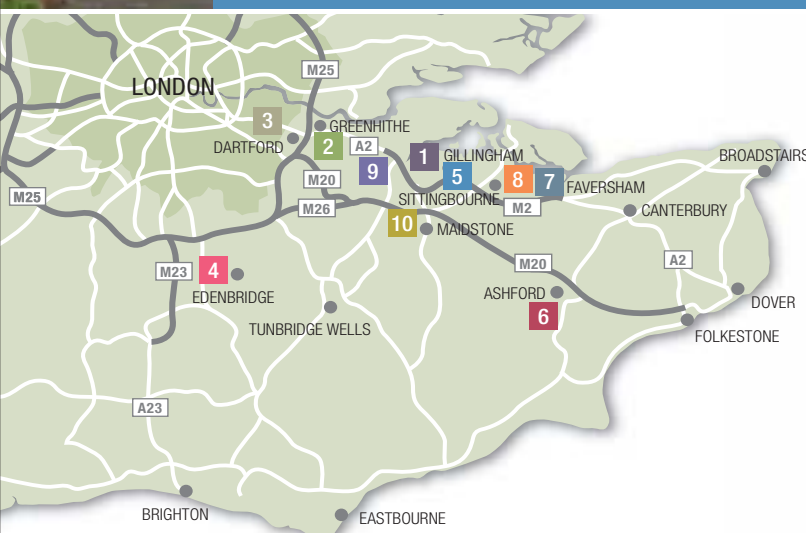 M25
LONDON
3
GREENHITHE
DARTFORD
2
A2
1
GILLINGHAM
BROADSTAIRS
9
5
8
7
FAVERSHAM
M20
M25
SITTINGBOURNE
M26
M2
CANTERBURY
10
MAIDSTONE
M23
4
M20
A2
EDENBRIDGE
ASHFORD
DOVER
6
TUNBRIDGE WELLS
FOLKESTONE
A23
BRIGHTON
EASTBOURNE